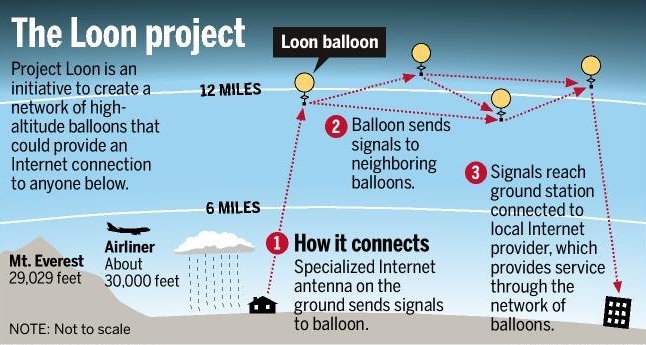 The Loon project
Project Loon is an
initiative to create a
network of high-
altitude balloons that
could provide an
Internet connection
to anyone below.
Loon balloon
12 MILES
2 Balloon sends
signals to
neighboring
balloons.
3 Signals reach
ground station
connected to
local Internet
provider, which
provides service
through the
network of
balloons.
6 MILES
1 How it connects
Specialized Internet
antenna on the
ground sends signals
to balloon.
Mt. Everest
29,029 feet
Airliner
About
30,000 feet
NOTE: Not to scale